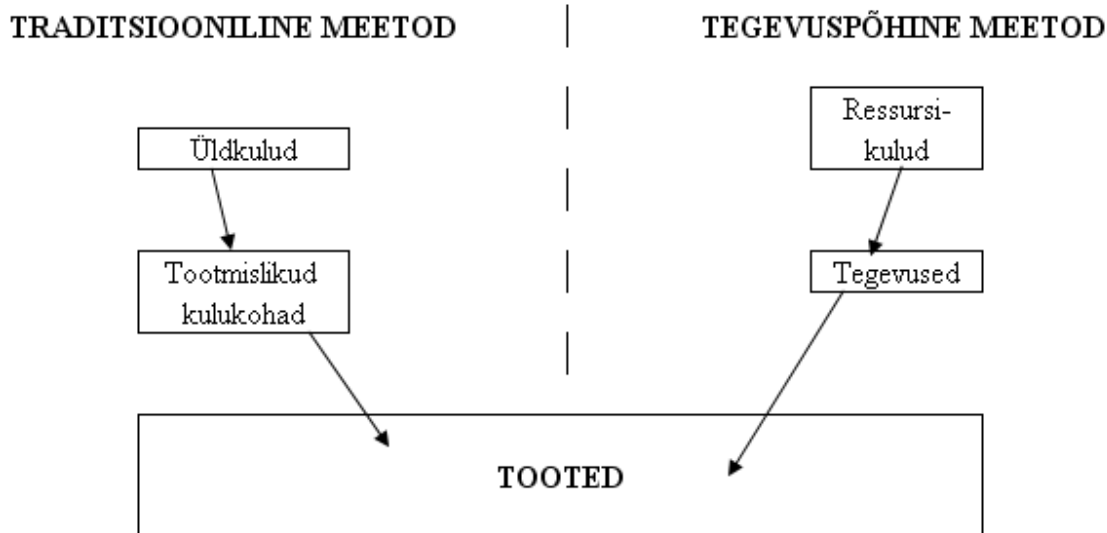 TRADITSIOONILINE MEETOD
TEGEVUSPÕHINE MEETOD
Üldkulud
Ressursi-
kulud
Tootmislikud
kulukohad
Tegevused
TOOTED